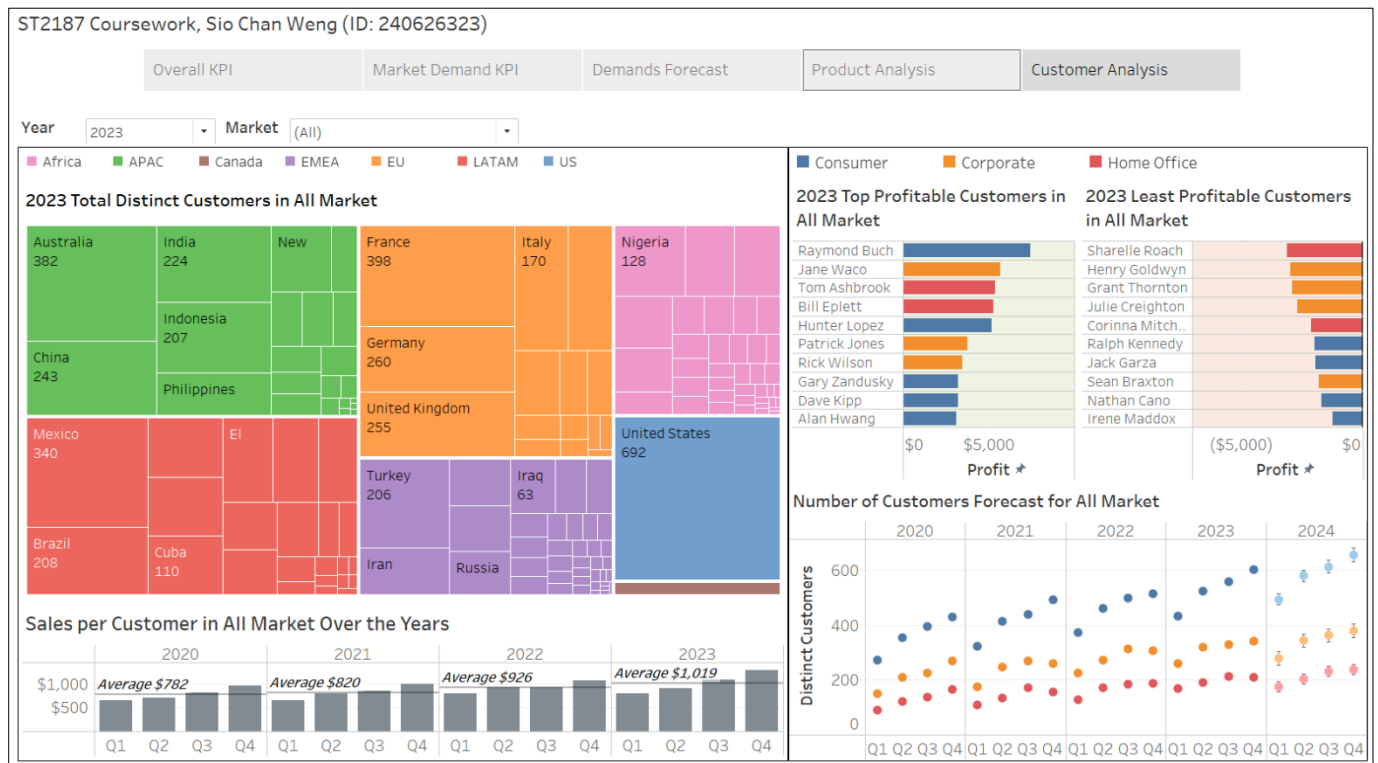 ST2187 Coursework, Sio Chan Weng (ID: 240626323)
Overall KPI
Market Demand KPI
Demands Forecast
Product Analysis
Customer Analysis
Year
2023
Market
(All)
Africa
APAC
Canada
EMEA
EU
LATAM
US
2023 Total Distinct Customers in All Market
Australia
382
India
224
New
China
243
Indonesia
207
Philippines
France
398
Italy
170
Germany
260
United Kingdom
255
Nigeria
128
Mexico
340
El
Brazil
208
Cuba
110
Turkey
206
Iraq
63
Iran
Russia
United States
692
Sales per Customer in All Market Over the Years
2020 2021 2022 2023
Average $782
Average $820
Average $926
Average $1,019
$1,000
$500
Q1 Q2 Q3 Q4 Q1 Q2 Q3 Q4 Q1 Q2 Q3 Q4 Q1 Q2 Q3 Q4
Consumer
Corporate
Home Office
2023 Top Profitable Customers in
All Market
Raymond Buch
Jane Waco
Tom Ashbrook
Bill Eplett
Hunter Lopez
Patrick Jones
Rick Wilson
Gary Zandusky
Dave Kipp
Alan Hwang
$0 $5,000
Profit
2023 Least Profitable Customers
in All Market
Sharelle Roach
Henry Goldwyn
Grant Thornton
Julie Creighton
Corinna Mitch..
Ralph Kennedy
Jack Garza
Sean Braxton
Nathan Cano
Irene Maddox
($5,000) $0
Profit
Number of Customers Forecast for All Market
2020 2021 2022 2023 2024
Distinct Customers
600
400
200
0
Q1 Q2 Q3 Q4 Q1 Q2 Q3 Q4 Q1 Q2 Q3 Q4 Q1 Q2 Q3 Q4 Q1 Q2 Q3 Q4